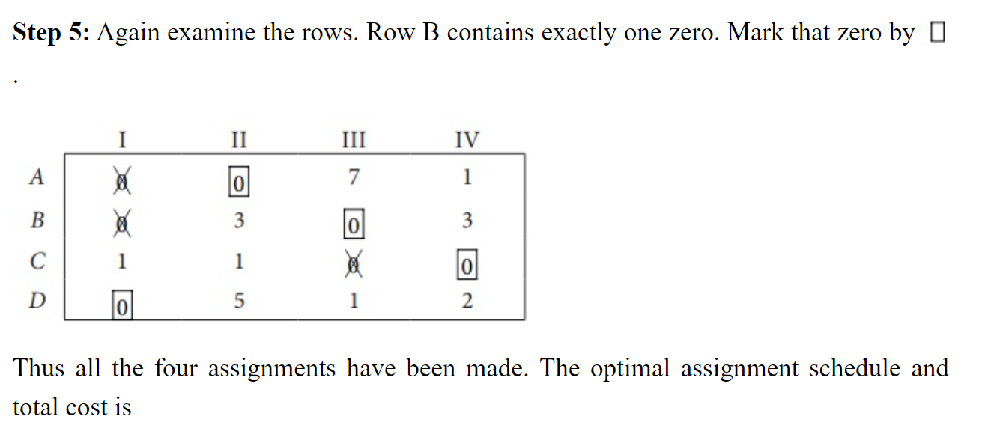 Step 5: Again examine the rows. Row B contains exactly one zero. Mark that zero by □
.
I II III IV
A 0 0 7 1
B 0 3 0 3
C 1 1 0 0
D 0 5 1 2
Thus all the four assignments have been made. The optimal assignment schedule and
total cost is